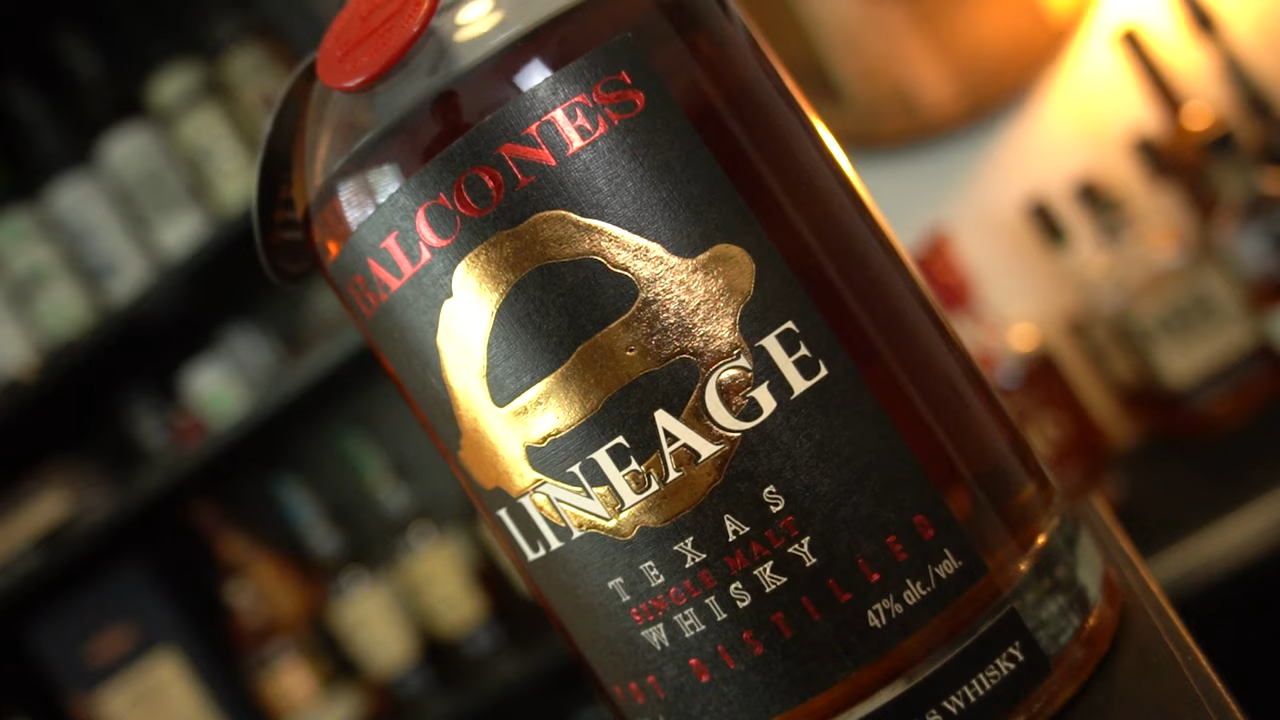 BALCONES
LINEAGE
TEXAS
SINGLE MALT
WHISKY
DISTILLED
47% alc./vol.
S WHISKY